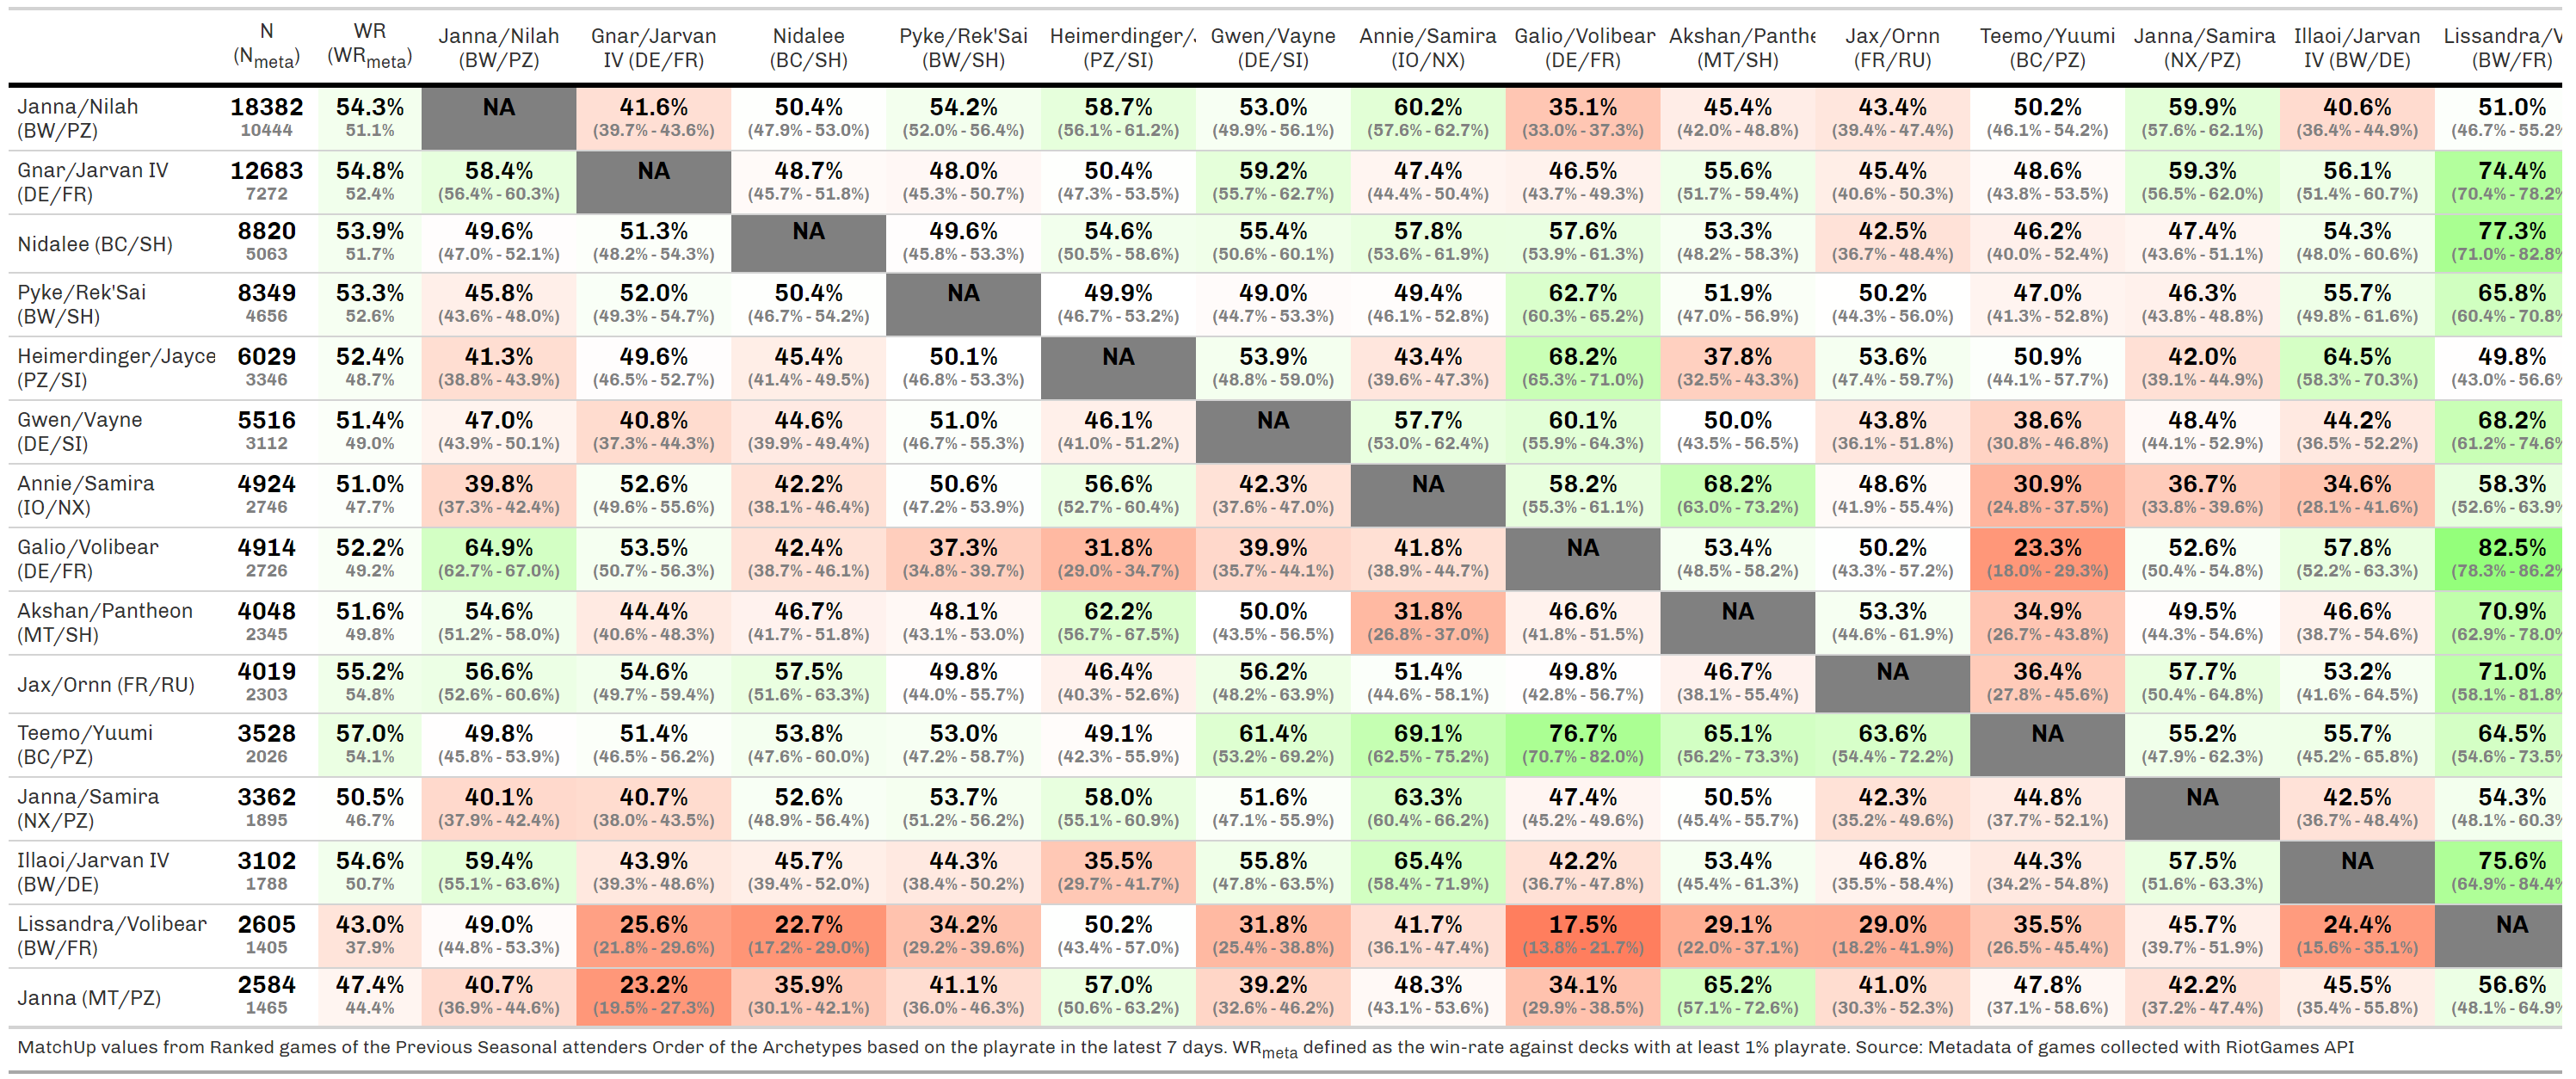 N WR Janna/Nilah Gnar/Jarvan Nidalee Pyke/Rek'Sai Heimerdinger/J Gwen/Vayne Annie/Samira Galio/Volibear Akshan/Panthe Jax/Ornn Teemo/Yuumi Janna/Samira Illaoi/Jarvan Lissandra/V
(Nmeta) (WRmeta) (BW/PZ) IV (DE/FR) (BC/SH) (BW/SH) (PZ/SI) (DE/SI) (IO/NX) (DE/FR) (MT/SH) (FR/RU) (BC/PZ) (NX/PZ) IV (BW/DE) (BW/FR)
Janna/Nilah 18382 54.3% NA 41.6% 50.4% 54.2% 58.7% 53.0% 60.2% 35.1% 45.4% 43.4% 50.2% 59.9% 40.6% 51.0%
(BW/PZ) 10444 51.1% (39.7% - 43.6%) (47.9% - 53.0%) (52.0% - 56.4%) (56.1% - 61.2%) (49.9% - 56.1%) (57.6% - 62.7%) (33.0% - 37.3%) (42.0% - 48.8%) (39.4% - 47.4%) (46.1% - 54.2%) (57.6% - 62.1%) (36.4% - 44.9%) (46.7% - 55.2%
Gnar/Jarvan IV 12683 54.8% 58.4% NA 48.7% 48.0% 50.4% 59.2% 47.4% 46.5% 55.6% 45.4% 48.6% 59.3% 56.1% 74.4%
(DE/FR) 7272 52.4% (56.4% - 60.3%) (45.7% - 51.8%) (45.3% - 50.7%) (47.3% - 53.5%) (55.7% - 62.7%) (44.4% - 50.4%) (43.7% - 49.3%) (51.7% - 59.4%) (40.6% - 50.3%) (43.8% - 53.5%) (56.5% - 62.0%) (51.4% - 60.7%) (70.4% - 78.2%
Nidalee (BC/SH) 8820 53.9% 49.6% 51.3% NA 49.6% 54.6% 55.4% 57.8% 57.6% 53.3% 42.5% 46.2% 47.4% 54.3% 77.3%
5063 51.7% (47.0% - 52.1%) (48.2% - 54.3%) (45.8% - 53.3%) (50.5% - 58.6%) (50.6% - 60.1%) (53.6% - 61.9%) (53.9% - 61.3%) (48.2% - 58.3%) (36.7% - 48.4%) (40.0% - 52.4%) (43.6% - 51.1%) (48.0% - 60.6%) (71.0% - 82.8%
Pyke/Rek'Sai 8349 53.3% 45.8% 52.0% 50.4% NA 49.9% 49.0% 49.4% 62.7% 51.9% 50.2% 47.0% 46.3% 55.7% 65.8%
(BW/SH) 4656 52.6% (43.6% - 48.0%) (49.3% - 54.7%) (46.7% - 54.2%) (46.7% - 53.2%) (44.7% - 53.3%) (46.1% - 52.8%) (60.3% - 65.2%) (47.0% - 56.9%) (44.3% - 56.0%) (41.3% - 52.8%) (43.8% - 48.8%) (49.8% - 61.6%) (60.4% - 70.8%
Heimerdinger/Jayce 6029 52.4% 41.3% 49.6% 45.4% 50.1% NA 53.9% 43.4% 68.2% 37.8% 53.6% 50.9% 42.0% 64.5% 49.8%
(PZ/SI) 3346 48.7% (38.8% - 43.9%) (46.5% - 52.7%) (41.4% - 49.5%) (46.8% - 53.3%) (48.8% - 59.0%) (39.6% - 47.3%) (65.3% - 71.0%) (32.5% - 43.3%) (47.4% - 59.7%) (44.1% - 57.7%) (39.1% - 44.9%) (58.3% - 70.3%) (43.0% - 56.6%
Gwen/Vayne 5516 51.4% 47.0% 40.8% 44.6% 51.0% 46.1% NA 57.7% 60.1% 50.0% 43.8% 38.6% 48.4% 44.2% 68.2%
(DE/SI) 3112 49.0% (43.9% - 50.1%) (37.3% - 44.3%) (39.9% - 49.4%) (46.7% - 55.3%) (41.0% - 51.2%) (53.0% - 62.4%) (55.9% - 64.3%) (43.5% - 56.5%) (36.1% - 51.8%) (30.8% - 46.8%) (44.1% - 52.9%) (36.5% - 52.2%) (61.2% - 74.6%
Annie/Samira 4924 51.0% 39.8% 52.6% 42.2% 50.6% 56.6% 42.3% NA 58.2% 68.2% 48.6% 30.9% 36.7% 34.6% 58.3%
(IO/NX) 2746 47.7% (37.3% - 42.4%) (49.6% - 55.6%) (38.1% - 46.4%) (47.2% - 53.9%) (52.7% - 60.4%) (37.6% - 47.0%) (55.3% - 61.1%) (63.0% - 73.2%) (41.9% - 55.4%) (24.8% - 37.5%) (33.8% - 39.6%) (28.1% - 41.6%) (52.6% - 63.9%
Galio/Volibear 4914 52.2% 64.9% 53.5% 42.4% 37.3% 31.8% 39.9% 41.8% NA 53.4% 50.2% 23.3% 52.6% 57.8% 82.5%
(DE/FR) 2726 49.2% (62.7% - 67.0%) (50.7% - 56.3%) (38.7% - 46.1%) (34.8% - 39.7%) (29.0% - 34.7%) (35.7% - 44.1%) (38.9% - 44.7%) (48.5% - 58.2%) (43.3% - 57.2%) (18.0% - 29.3%) (50.4% - 54.8%) (52.2% - 63.3%) (78.3% - 86.2%
Akshan/Pantheon 4048 51.6% 54.6% 44.4% 46.7% 48.1% 62.2% 50.0% 31.8% 46.6% NA 53.3% 34.9% 49.5% 46.6% 70.9%
(MT/SH) 2345 49.8% (51.2% - 58.0%) (40.6% - 48.3%) (41.7% - 51.8%) (43.1% - 53.0%) (56.7% - 67.5%) (43.5% - 56.5%) (26.8% - 37.0%) (41.8% - 51.5%) (44.6% - 61.9%) (26.7% - 43.8%) (44.3% - 54.6%) (38.7% - 54.6%) (62.9% - 78.0%
Jax/Ornn (FR/RU) 4019 55.2% 56.6% 54.6% 57.5% 49.8% 46.4% 56.2% 51.4% 49.8% 46.7% NA 36.4% 57.7% 53.2% 71.0%
2303 54.8% (52.6% - 60.6%) (49.7% - 59.4%) (51.6% - 63.3%) (44.0% - 55.7%) (40.3% - 52.6%) (48.2% - 63.9%) (44.6% - 58.1%) (42.8% - 56.7%) (38.1% - 55.4%) (27.8% - 45.6%) (50.4% - 64.8%) (41.6% - 64.5%) (58.1% - 81.8%
Teemo/Yuumi 3528 57.0% 49.8% 51.4% 53.8% 53.0% 49.1% 61.4% 69.1% 76.7% 65.1% 63.6% NA 55.2% 55.7% 64.5%
(BC/PZ) 2026 54.1% (45.8% - 53.9%) (46.5% - 56.2%) (47.6% - 60.0%) (47.2% - 58.7%) (42.3% - 55.9%) (53.2% - 69.2%) (62.5% - 75.2%) (70.7% - 82.0%) (56.2% - 73.3%) (54.4% - 72.2%) (47.9% - 62.3%) (45.2% - 65.8%) (54.6% - 73.5%
Janna/Samira 3362 50.5% 40.1% 40.7% 52.6% 53.7% 58.0% 51.6% 63.3% 47.4% 50.5% 42.3% 44.8% NA 42.5% 54.3%
(NX/PZ) 1895 46.7% (37.9% - 42.4%) (38.0% - 43.5%) (48.9% - 56.4%) (51.2% - 56.2%) (55.1% - 60.9%) (47.1% - 55.9%) (60.4% - 66.2%) (45.2% - 49.6%) (45.4% - 55.7%) (35.2% - 49.6%) (37.7% - 52.1%) (36.7% - 48.4%) (48.1% - 60.3%
Illaoi/Jarvan IV 3102 54.6% 59.4% 43.9% 45.7% 44.3% 35.5% 55.8% 65.4% 42.2% 53.4% 46.8% 44.3% 57.5% NA 75.6%
(BW/DE) 1788 50.7% (55.1% - 63.6%) (39.3% - 48.6%) (39.4% - 52.0%) (38.4% - 50.2%) (29.7% - 41.7%) (47.8% - 63.5%) (58.4% - 71.9%) (36.7% - 47.8%) (45.4% - 61.3%) (35.5% - 58.4%) (34.2% - 54.8%) (51.6% - 63.3%) (64.9% - 84.4%
Lissandra/Volibear 2605 43.0% 49.0% 25.6% 22.7% 34.2% 50.2% 31.8% 41.7% 17.5% 29.1% 29.0% 35.5% 45.7% 24.4% NA
(BW/FR) 1405 37.9% (44.8% - 53.3%) (21.8% - 29.6%) (17.2% - 29.0%) (29.2% - 39.6%) (43.4% - 57.0%) (25.4% - 38.8%) (36.1% - 47.4%) (13.8% - 21.7%) (22.0% - 37.1%) (18.2% - 41.9%) (26.5% - 45.4%) (39.7% - 51.9%) (15.6% - 35.1%)
Janna (MT/PZ) 2584 47.4% 40.7% 23.2% 35.9% 41.1% 57.0% 39.2% 48.3% 34.1% 65.2% 41.0% 47.8% 42.2% 45.5% 56.6%
1465 44.4% (36.9% - 44.6%) (19.5% - 27.3%) (30.1% - 42.1%) (36.0% - 46.3%) (50.6% - 63.2%) (32.6% - 46.2%) (43.1% - 53.6%) (29.9% - 38.5%) (57.1% - 72.6%) (30.3% - 52.3%) (37.1% - 58.6%) (37.2% - 47.4%) (35.4% - 55.8%) (48.1% - 64.9%
MatchUp values from Ranked games of the Previous Seasonal attenders Order of the Archetypes based on the playrate in the latest 7 days. WRmeta defined as the win-rate against decks with at least 1% playrate. Source: Metadata of games collected with RiotGames API